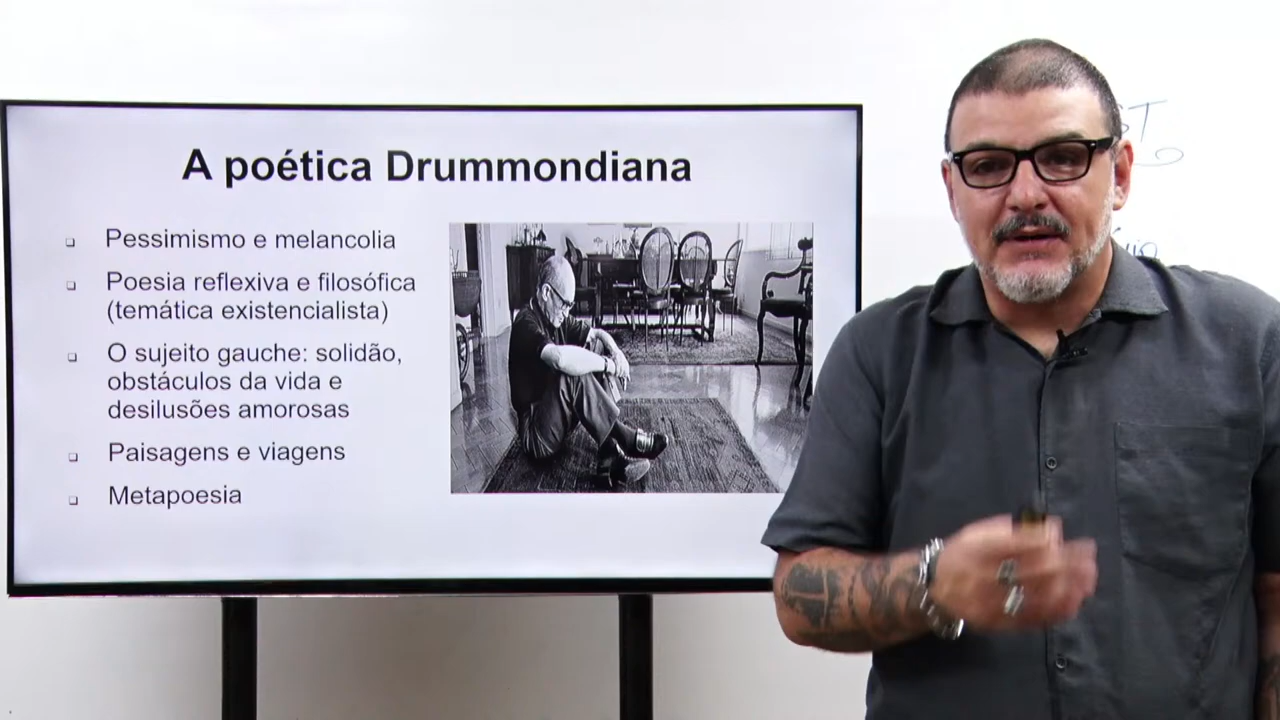 A poética Drummondiana
Pessimismo e melancolia
Poesia reflexiva e filosófica
(temática existencialista)
O sujeito gauche: solidão,
obstáculos da vida e
desilusões amorosas
Paisagens e viagens
Metapoesia